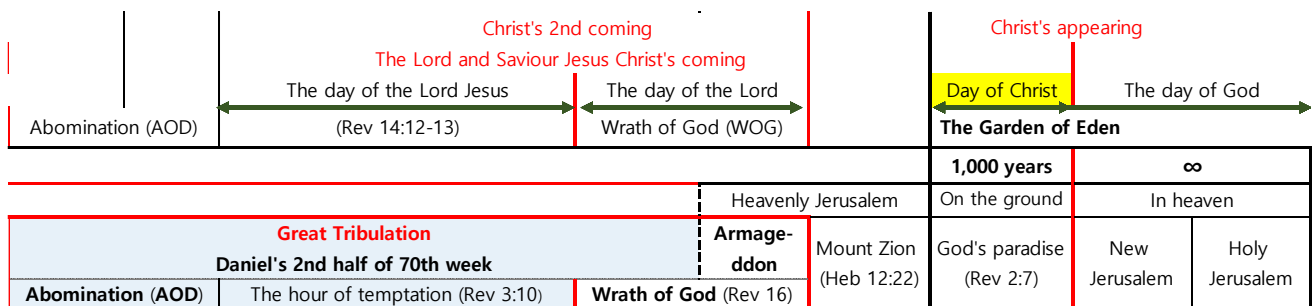 Christ's 2nd coming
Christ's appearing
The Lord and Saviour Jesus Christ's coming
The day of the Lord Jesus
The day of the Lord
Day of Christ
The day of God
Abomination (AOD)
(Rev 14:12-13)
Wrath of God (WOG)
The Garden of Eden
1,000 years
∞
Heavenly Jerusalem
On the ground
In heaven
Great Tribulation
Daniel's 2nd half of 70th week
Armage-
ddon
Mount Zion
(Heb 12:22)
God's paradise
(Rev 2:7)
New
Jerusalem
Holy
Jerusalem
Abomination (AOD)
The hour of temptation (Rev 3:10)
Wrath of God (Rev 16)